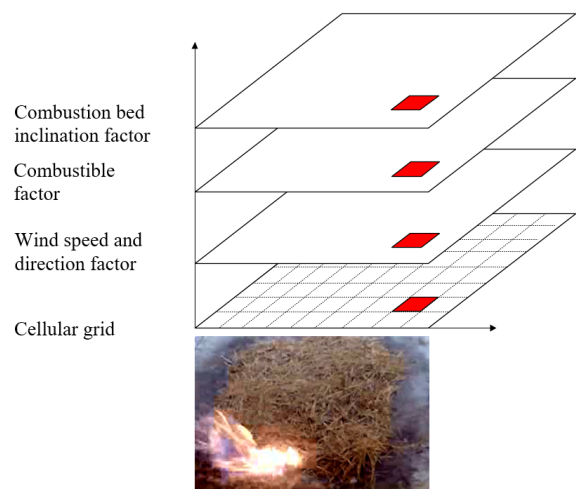 Combustion bed
inclination factor
Combustible
factor
Wind speed and
direction factor
Cellular grid